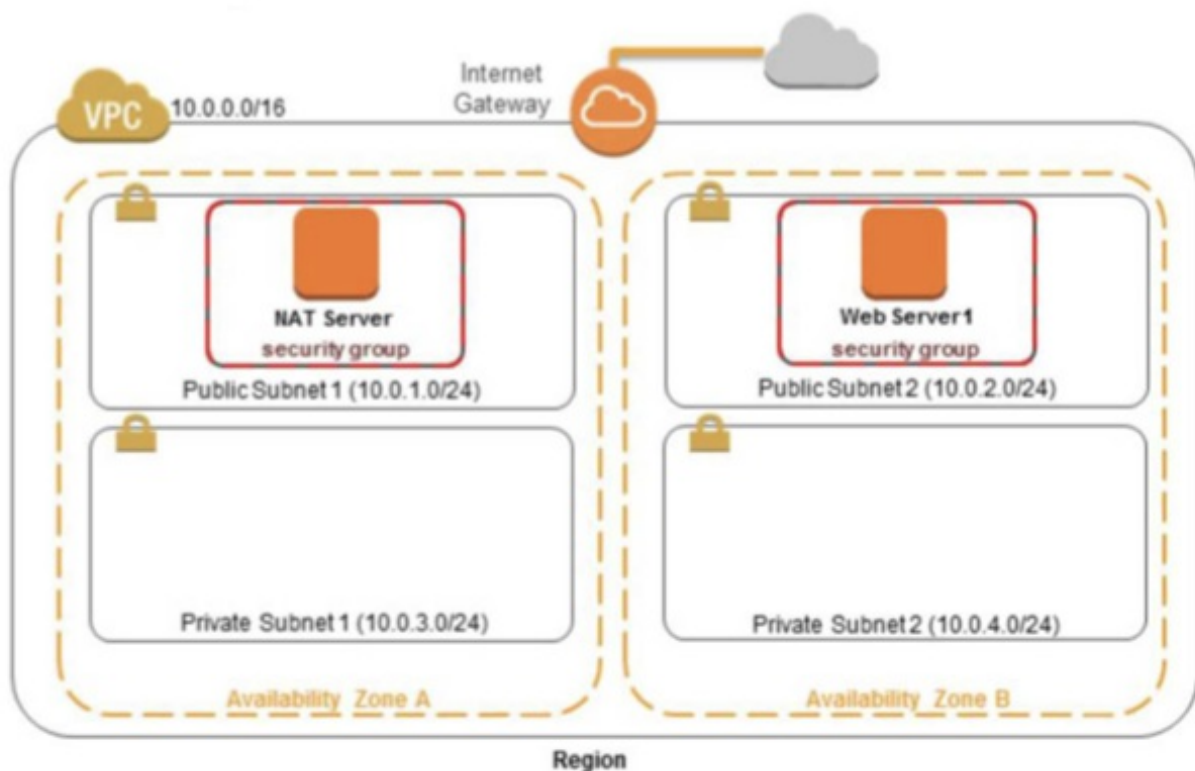 Internet
Gateway
VPC
10.0.0.0/16
NAT Server
security group
Public Subnet 1 (10.0.1.0/24)
Web Server1
security group
Public Subnet 2 (10.0.2.0/24)
Private Subnet 1 (10.0.3.0/24)
Private Subnet 2 (10.0.4.0/24)
Availability Zone A
Availability Zone B
Region